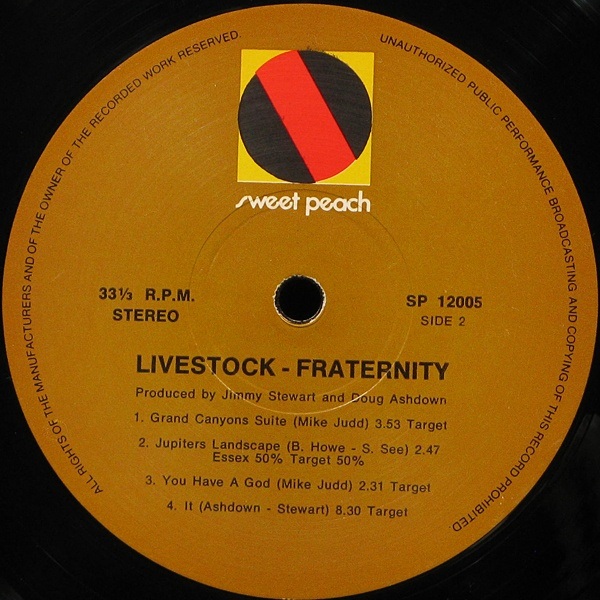 ALL RIGHTS OF THE MANUFACTURERS AND OF THE OWNER OF THE RECORDED WORK RESERVED.
UNAUTHORIZED PUBLIC PERFORMANCE BROADCASTING AND COPYING OF THIS RECORD PROHIBITED.
sweet peach
33⅓ R.P.M.
STEREO
SP 12005
SIDE 2
LIVESTOCK - FRATERNITY
Produced by Jimmy Stewart and Doug Ashdown
1. Grand Canyons Suite (Mike Judd) 3.53 Target
2. Jupiters Landscape (B. Howe - S. See) 2.47
Essex 50% Target 50%
3. You Have A God (Mike Judd) 2.31 Target
4. It (Ashdown - Stewart) 8.30 Target